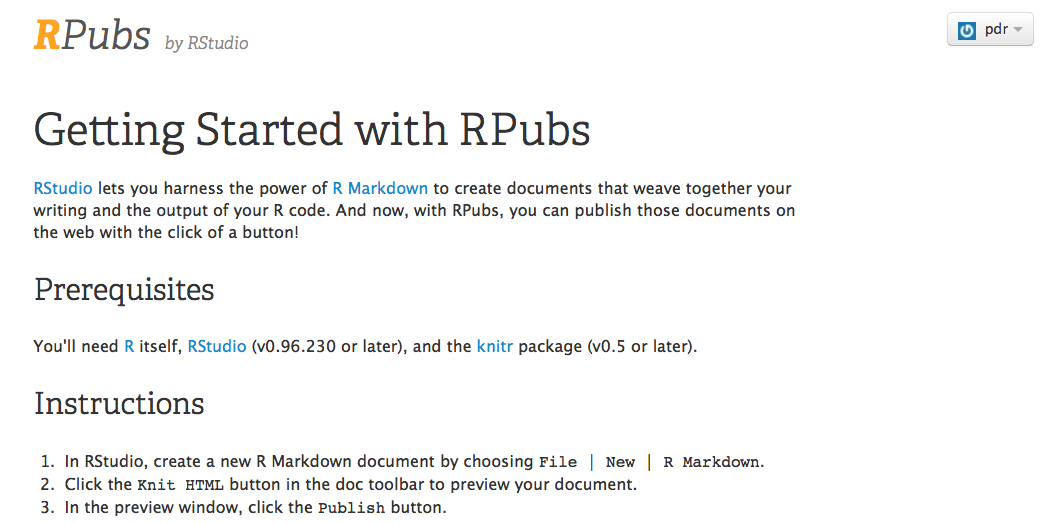 RPubs by RStudio
pdr
Getting Started with RPubs
RStudio lets you harness the power of R Markdown to create documents that weave together your
writing and the output of your R code. And now, with RPubs, you can publish those documents on
the web with the click of a button!
Prerequisites
You'll need R itself, RStudio (v0.96.230 or later), and the knitr package (v0.5 or later).
Instructions
1. In RStudio, create a new R Markdown document by choosing File | New | R Markdown.
2. Click the Knit HTML button in the doc toolbar to preview your document.
3. In the preview window, click the Publish button.